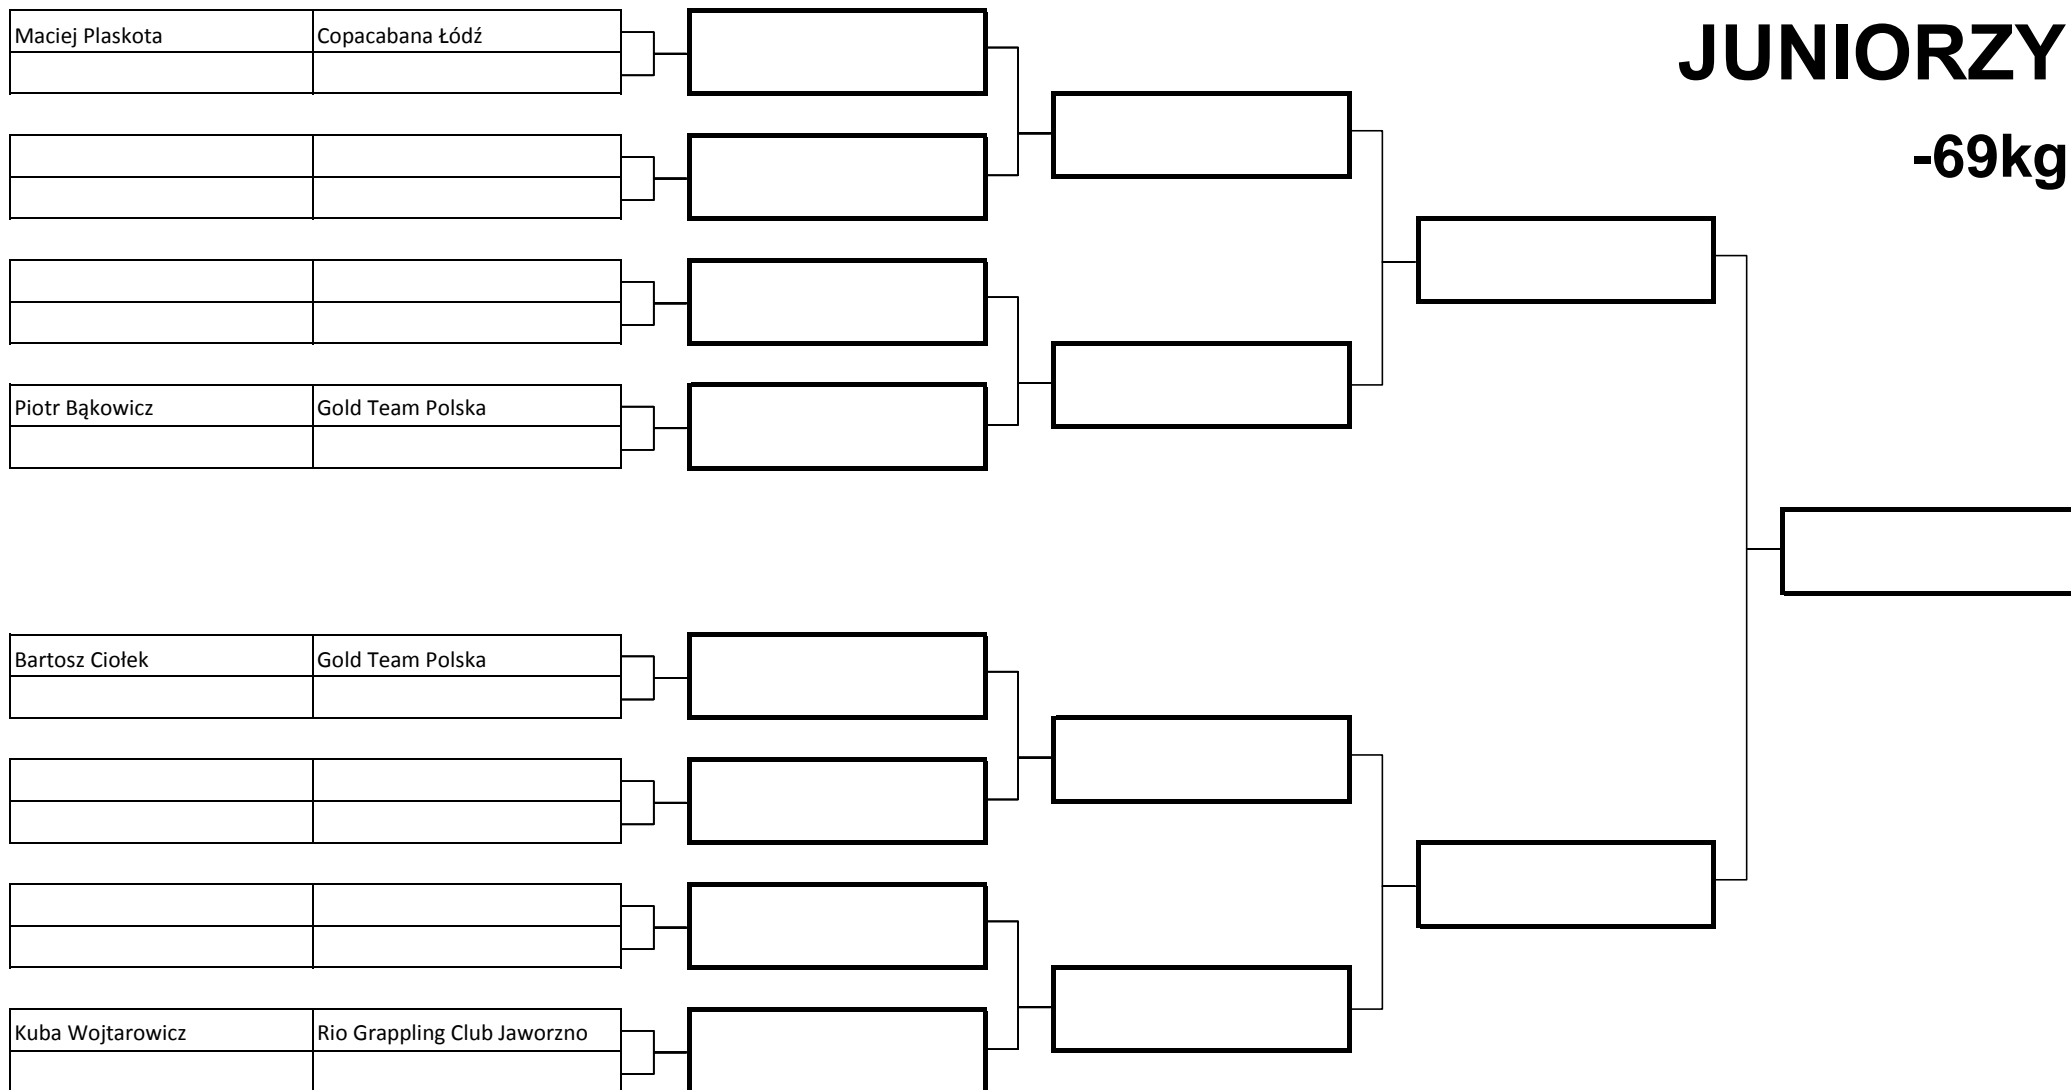 JUNIORZY
-69kg
Maciej Plaskota Copacabana Łódź
Piotr Bąkowicz Gold Team Polska
Bartosz Ciołek Gold Team Polska
Kuba Wojtarowicz Rio Grappling Club Jaworzno